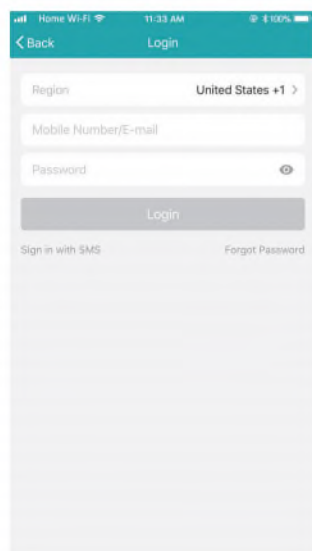 Home Wi-Fi 11:33 AM 100%
Back Login
Region United States +1 >
Mobile Number/E-mail
Password
Login
Sign in with SMS Forgot Password